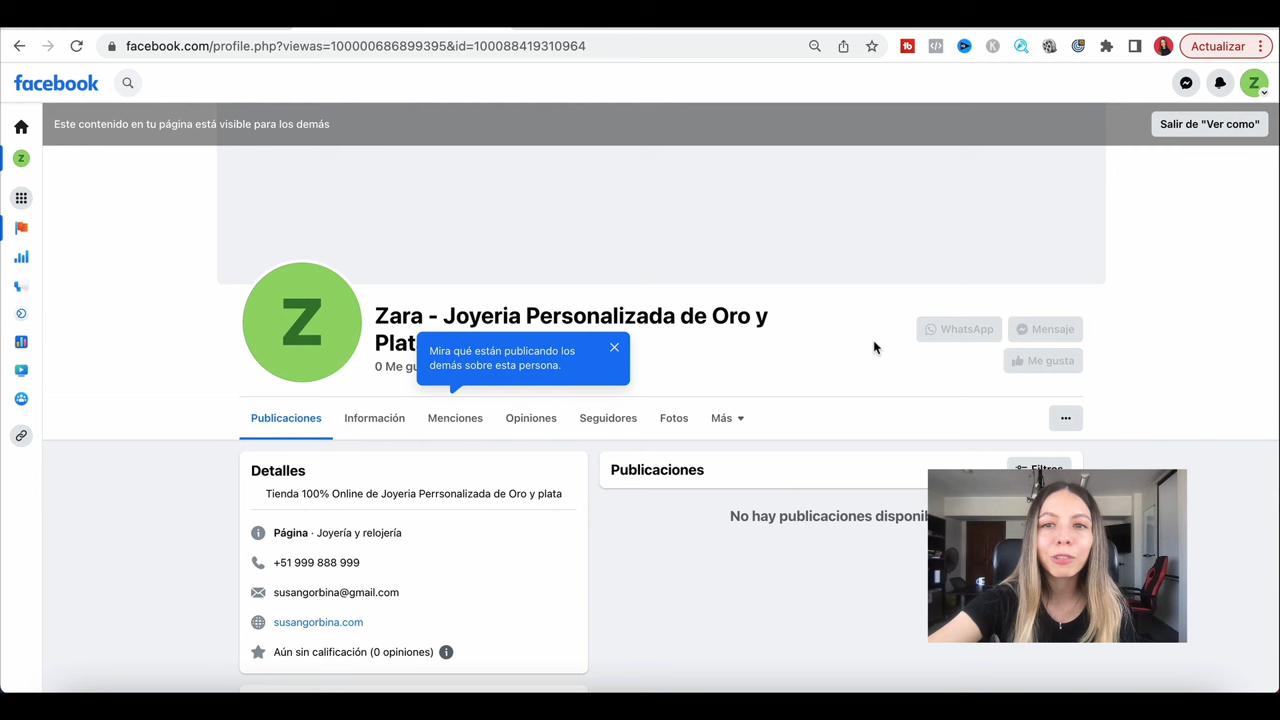 facebook.com/profile.php?viewas=100000686899395&id=100088419310964
Actualizar
facebook
Z
Este contenido en tu página está visible para los demás
Salir de "Ver como"
Z
Z
Zara - Joyeria Personalizada de Oro y
Plat
0 Me gu
Mira qué están publicando los
demás sobre esta persona.
WhatsApp
Mensaje
Me gusta
Publicaciones
Información
Menciones
Opiniones
Seguidores
Fotos
Más
Detalles
Tienda 100% Online de Joyeria Perrsonalizada de Oro y plata
Página · Joyería y relojería
+51 999 888 999
susangorbina@gmail.com
susangorbina.com
Aún sin calificación (0 opiniones)
Publicaciones
Filtros
No hay publicaciones disponil